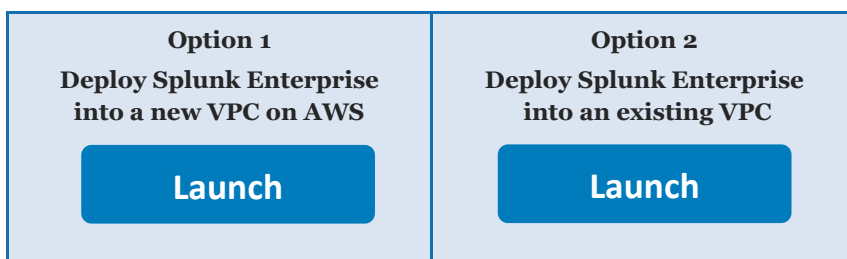 Option 1
Deploy Splunk Enterprise
into a new VPC on AWS
Launch
Option 2
Deploy Splunk Enterprise
into an existing VPC
Launch